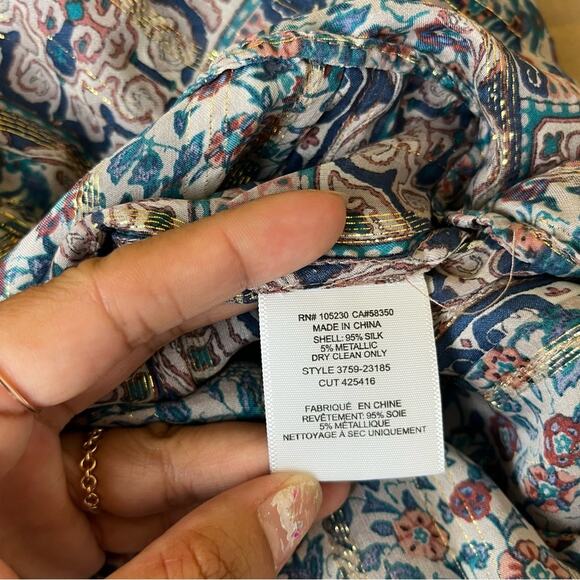 RN# 105230 CA#58350
MADE IN CHINA
SHELL: 95% SILK
5% METALLIC
DRY CLEAN ONLY
STYLE 3759-23185
CUT 425416
FABRIQUÉ EN CHINE
REVÊTEMENT: 95% SOIE
5% MÉTALLIQUE
NETTOYAGE À SEC UNIQUEMENT